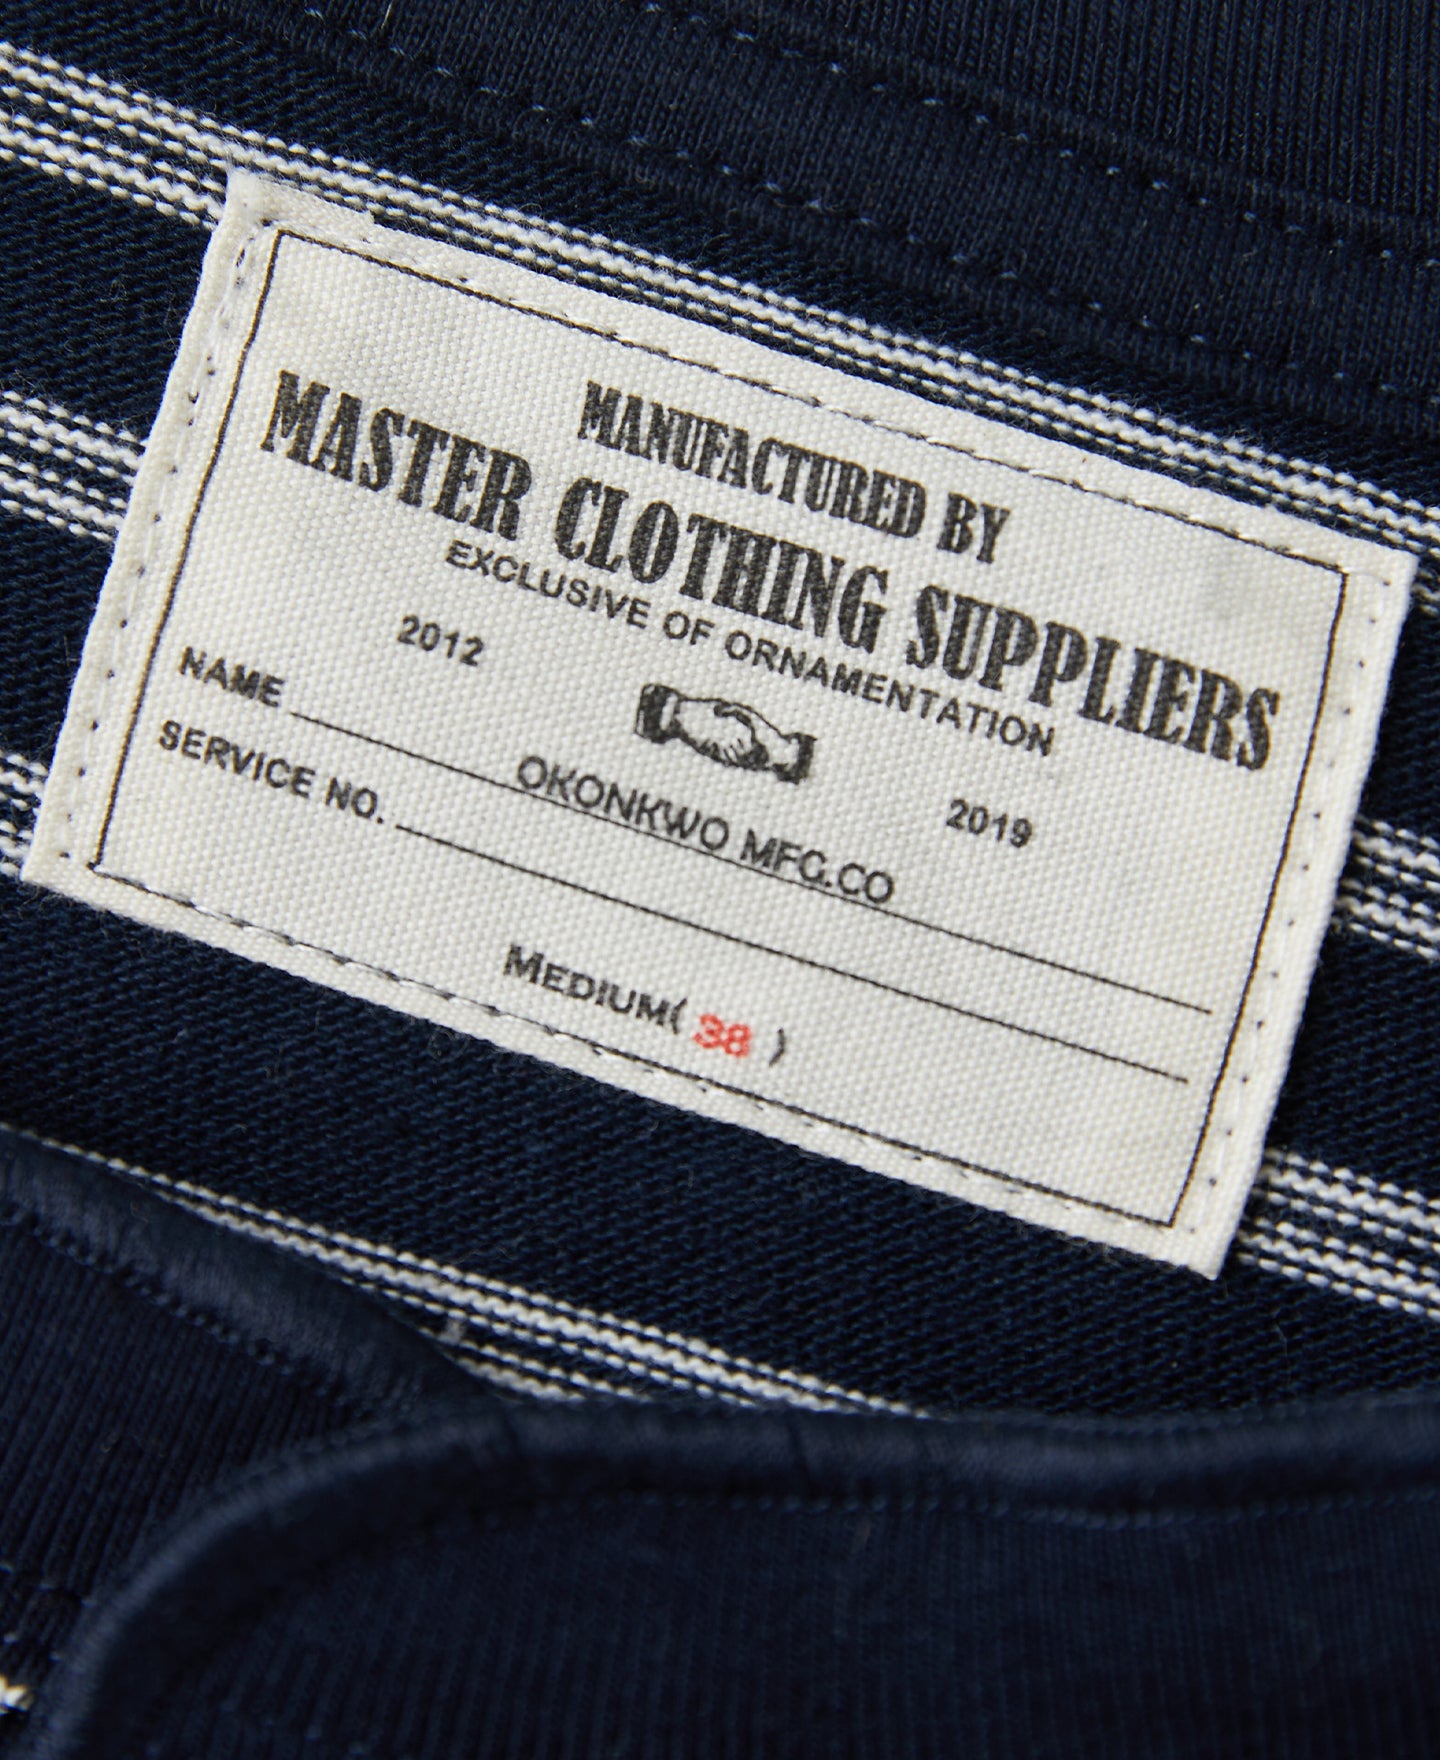 MANUFACTURED BY
MASTER CLOTHING SUPPLIERS
EXCLUSIVE OF ORNAMENTATION
2012 2019
NAME OKONKWO MFG.CO
SERVICE NO.
MEDIUM( 38 )